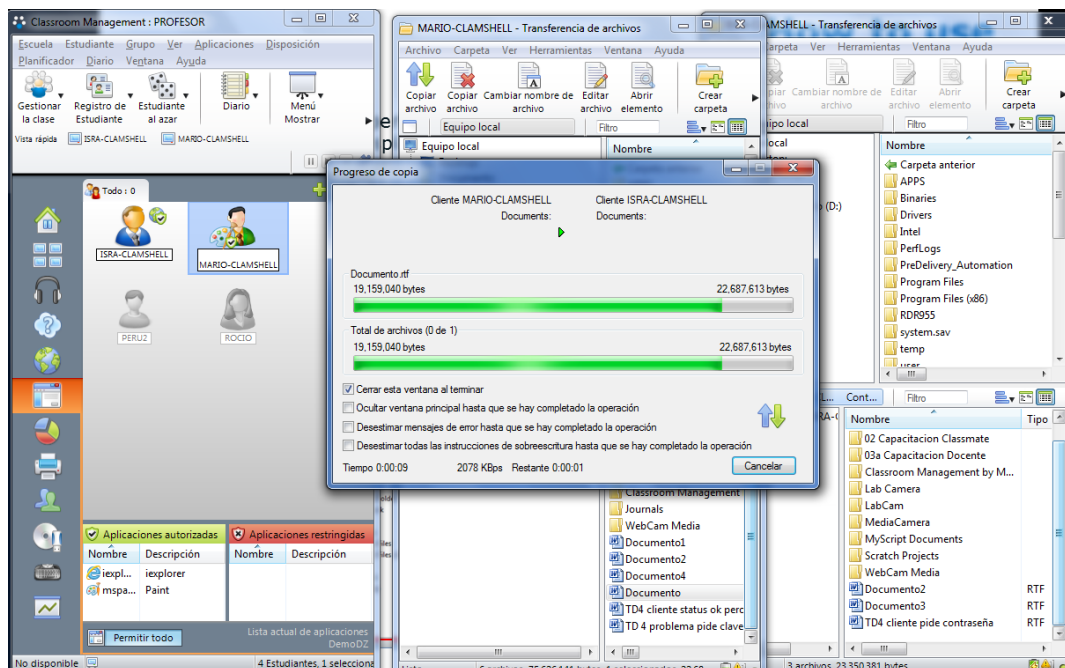 Classroom Management : PROFESOR
Escuela Estudiante Grupo Ver Aplicaciones Disposición
Planificador Diario Ventana Ayuda
Gestionar la clase
Registro de Estudiante
Estudiante al azar
Diario
Menú Mostrar
Vista rápida ISRA-CLAMSHELL MARIO-CLAMSHELL
Todo : 0
ISRA-CLAMSHELL
MARIO-CLAMSHELL
PERU2
ROCIO
Aplicaciones autorizadas
Nombre Descripción
iexpl... iexplorer
mspa... Paint
Aplicaciones restringidas
Nombre Descripción
Permitir todo
Lista actual de aplicaciones
DemoDZ
No disponible
4 Estudiantes, 1 selecciona
MARIO-CLAMSHELL - Transferencia de archivos
Archivo Carpeta Ver Herramientas Ventana Ayuda
Copiar archivo
Copiar archivo
Cambiar nombre de archivo
Editar archivo
Abrir elemento
Crear carpeta
Equipo local
Filtro
Equipo local
Nombre
Progreso de copia
Cliente MARIO-CLAMSHELL Cliente ISRA-CLAMSHELL
Documents: Documents:
Documento.rtf
19,159,040 bytes 22,687,613 bytes
Total de archivos (0 de 1)
19,159,040 bytes 22,687,613 bytes
Cerrar esta ventana al terminar
Ocultar ventana principal hasta que se hay completado la operación
Desestimar mensajes de error hasta que se hay completado la operación
Desestimar todas las instrucciones de sobreescritura hasta que se hay completado la operación
Tiempo 0:00:09 2078 KBps Restante 0:00:01
Cancelar
Classroom Management
Journals
WebCam Media
Documento1
Documento2
Documento4
Documento
TD4 cliente status ok perc
TD 4 problema pide clave
AMSHELL - Transferencia de archivos
Carpeta Ver Herramientas Ventana Ayuda
Cambiar nombre de archivo
Editar archivo
Abrir elemento
Crear carpeta
Filtro
(D:)
Nombre
Carpeta anterior
APPS
Binaries
Drivers
Intel
PerfLogs
PreDelivery_Automation
Program Files
Program Files (x86)
RDR955
system.sav
temp
user
Cont...
Filtro
Nombre Tipo
02 Capacitacion Classmate
03a Capacitacion Docente
Classroom Management by M...
Lab Camera
LabCam
MediaCamera
MyScript Documents
Scratch Projects
WebCam Media
Documento2 RTF
Documento3 RTF
TD4 cliente pide contraseña RTF
3 archivos, 23,350,381 bytes